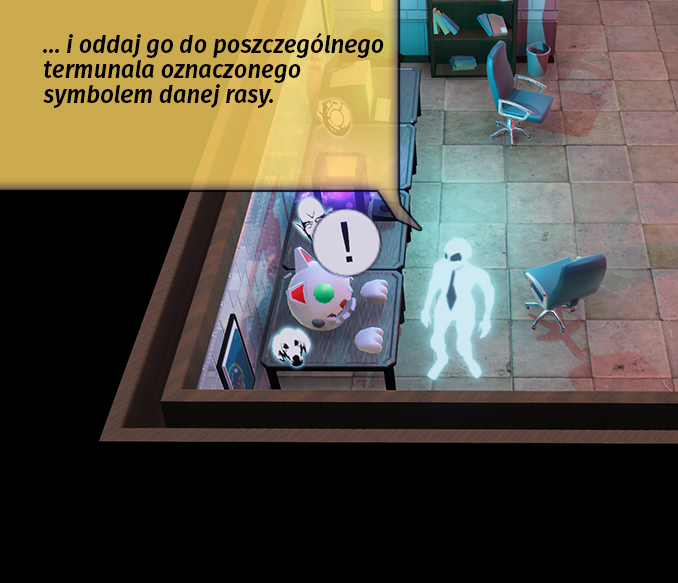 ... i oddaj go do poszczególnego
termunala oznaczonego
symbolem danej rasy.
!